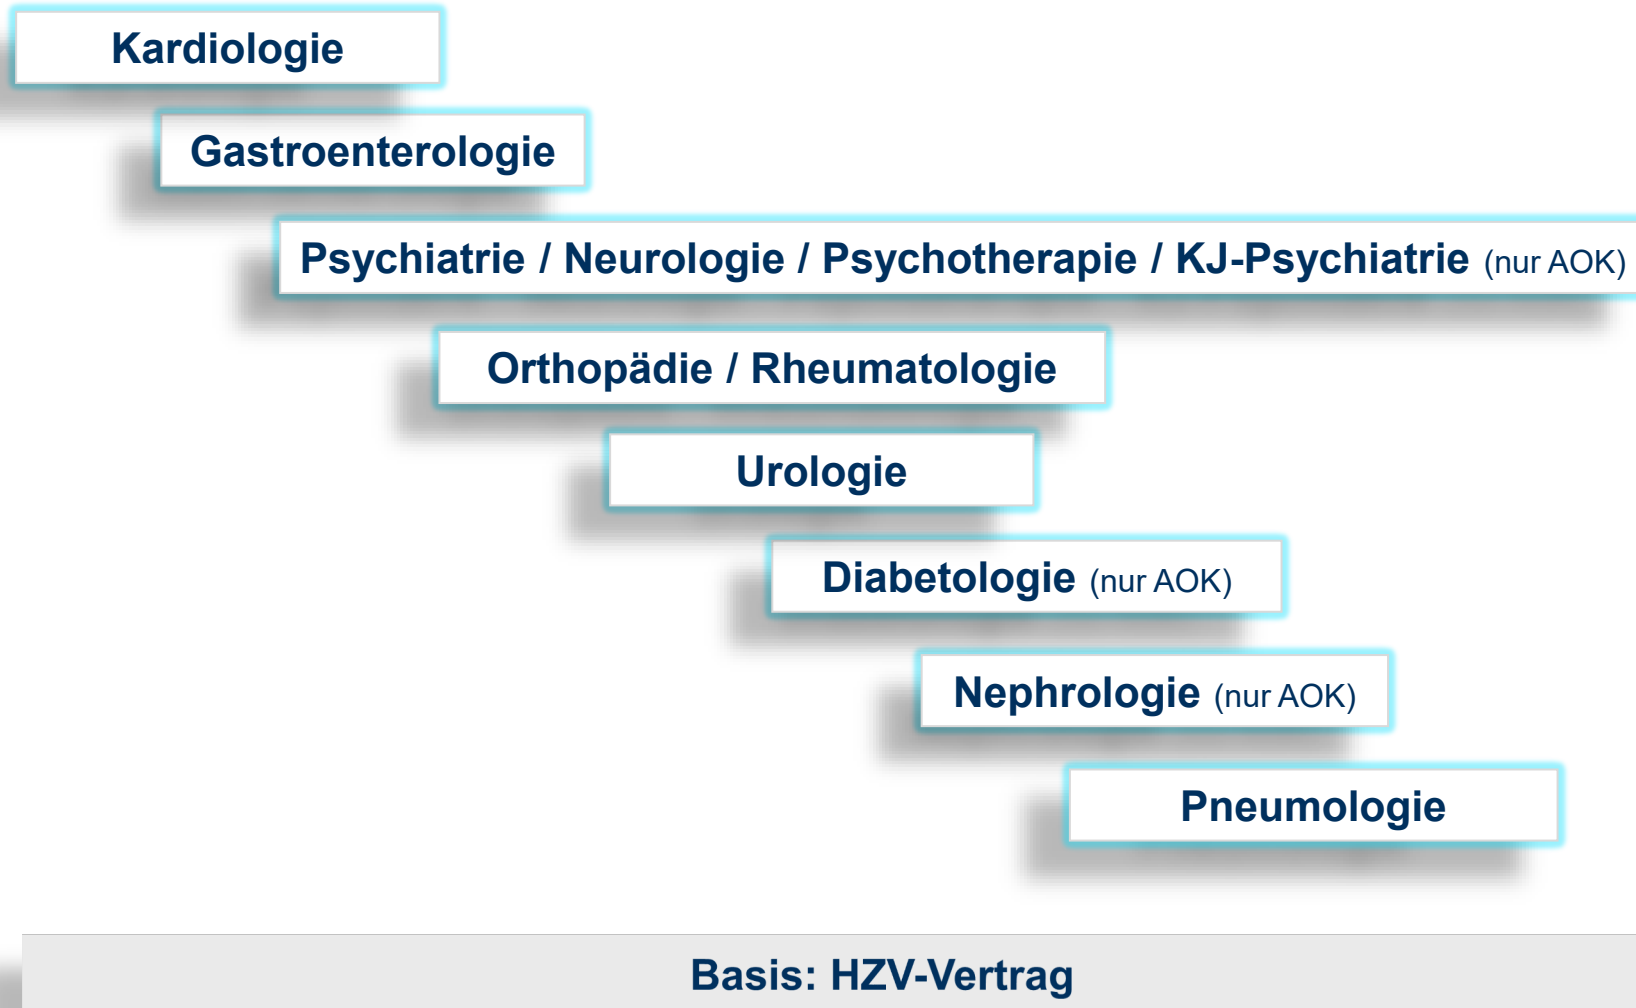 Kardiologie
Gastroenterologie
Psychiatrie / Neurologie / Psychotherapie / KJ-Psychiatrie (nur AOK)
Orthopädie / Rheumatologie
Urologie
Diabetologie (nur AOK)
Nephrologie (nur AOK)
Pneumologie
Basis: HZV-Vertrag